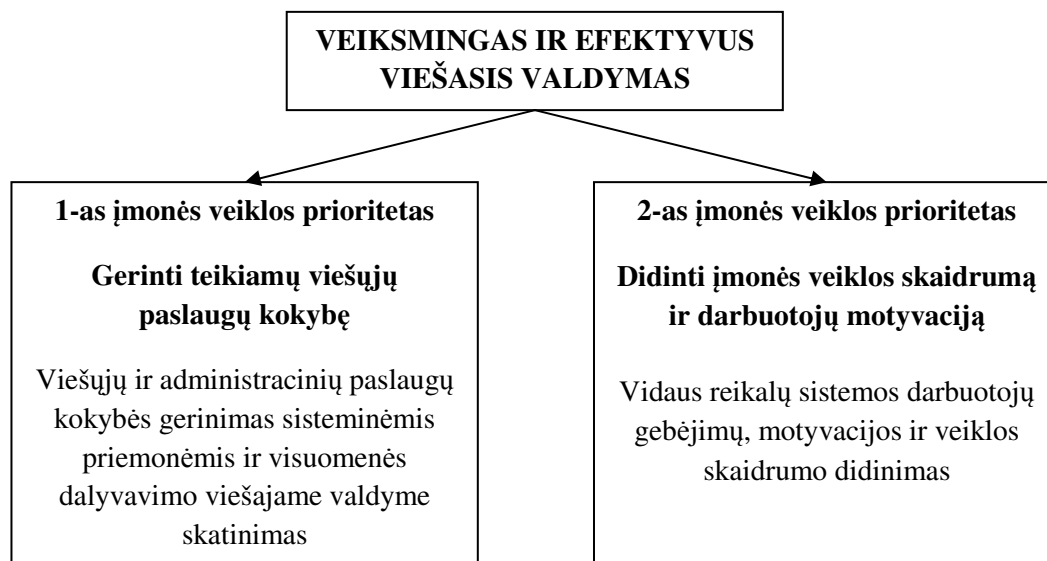 VEIKSMINGAS IR EFEKTYVUS
VIEŠASIS VALDYMAS
1-as įmonės veiklos prioritetas
Gerinti teikiamų viešųjų
paslaugų kokybę
Viešųjų ir administracinių paslaugų
kokybės gerinimas sisteminėmis
priemonėmis ir visuomenės
dalyvavimo viešajame valdyme
skatinimas
2-as įmonės veiklos prioritetas
Didinti įmonės veiklos skaidrumą
ir darbuotojų motyvaciją
Vidaus reikalų sistemos darbuotojų
gebėjimų, motyvacijos ir veiklos
skaidrumo didinimas